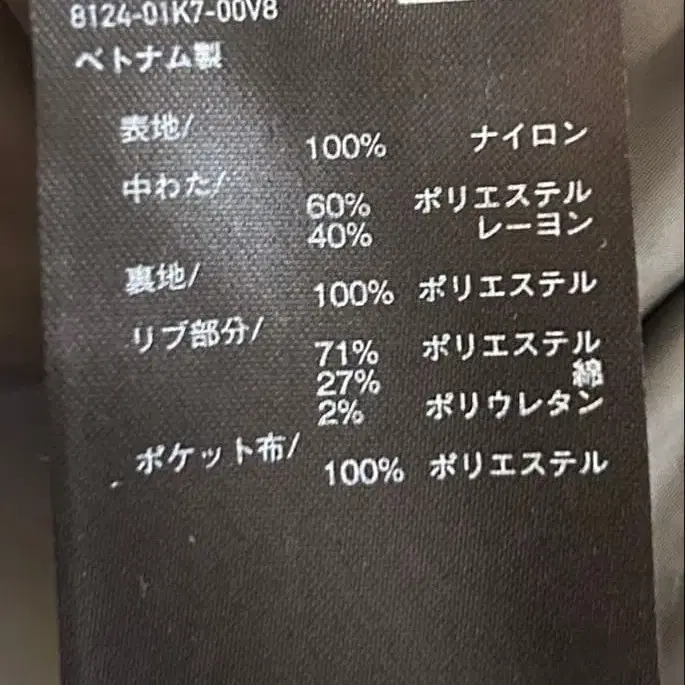 8124-01K7-00V8
ベトナム製
表地/
100% ナイロン
中わた/
60% ポリエステル
40% レーヨン
裏地/
100% ポリエステル
リブ部分/
71% ポリエステル
27% 綿
2% ポリウレタン
ポケット布/
100% ポリエステル